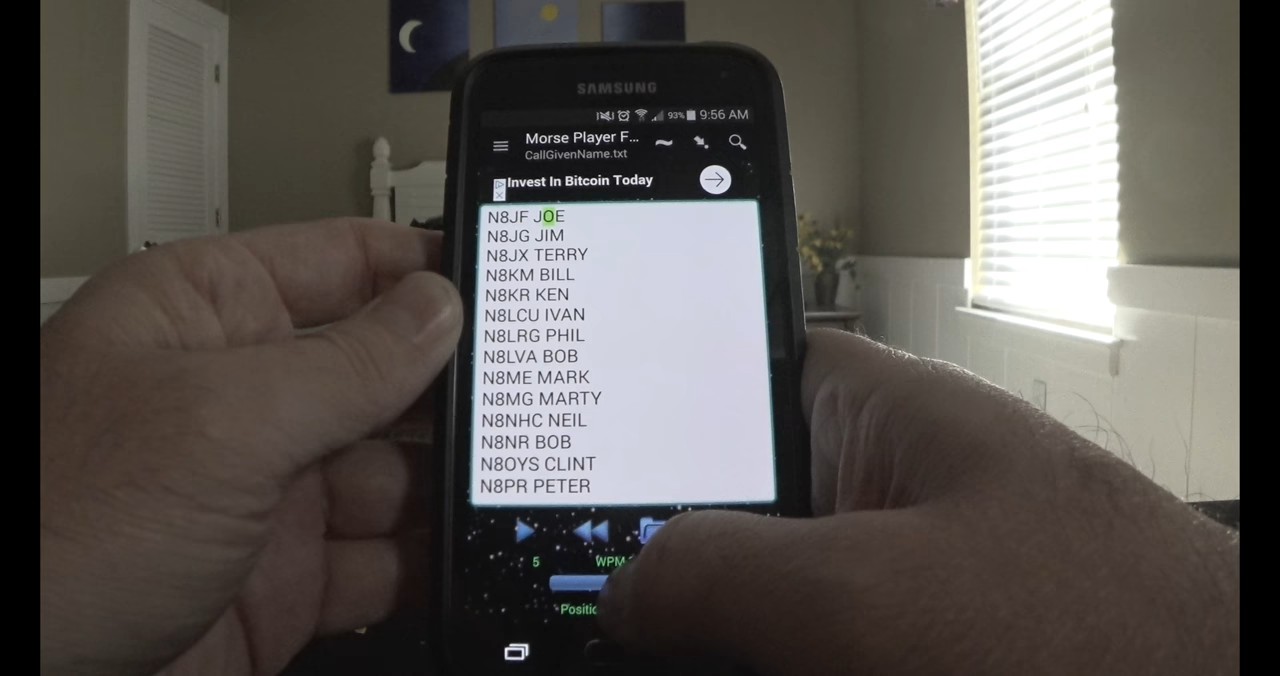 SAMSUNG
93% 9:56 AM
Morse Player F...
CallGivenName.txt
Invest In Bitcoin Today
N8JF JOE
N8JG JIM
N8JX TERRY
N8KM BILL
N8KR KEN
N8LCU IVAN
N8LRG PHIL
N8LVA BOB
N8ME MARK
N8MG MARTY
N8NHC NEIL
N8NR BOB
N8OYS CLINT
N8PR PETER
5 WPM